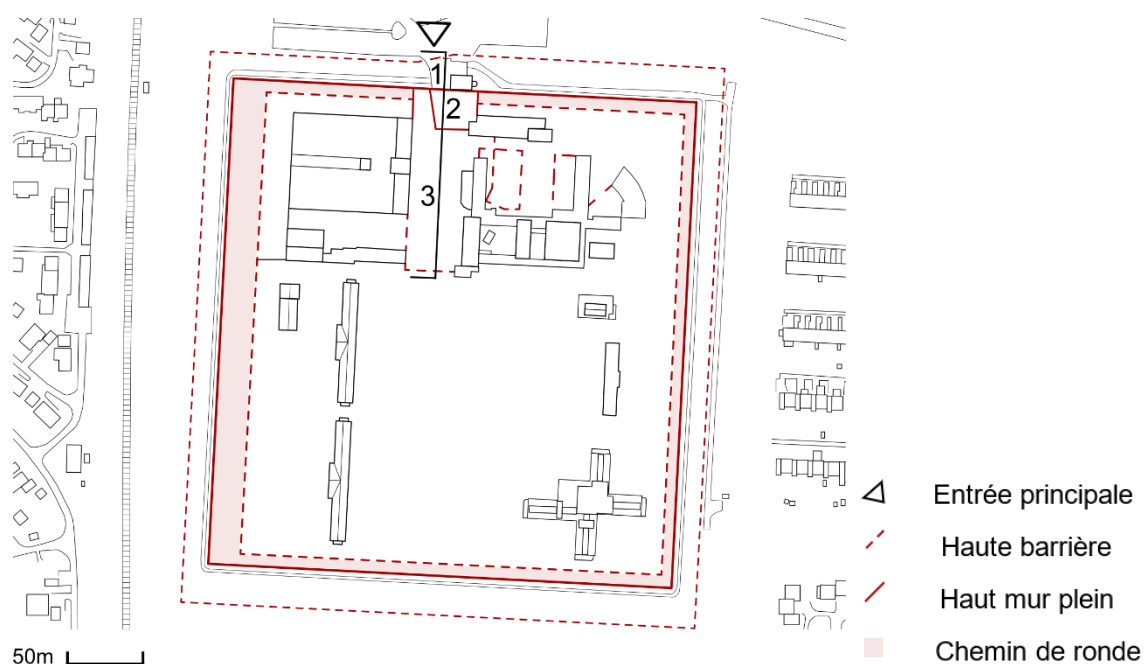 1
2
3
Entrée principale
Haute barrière
Haut mur plein
Chemin de ronde
50m